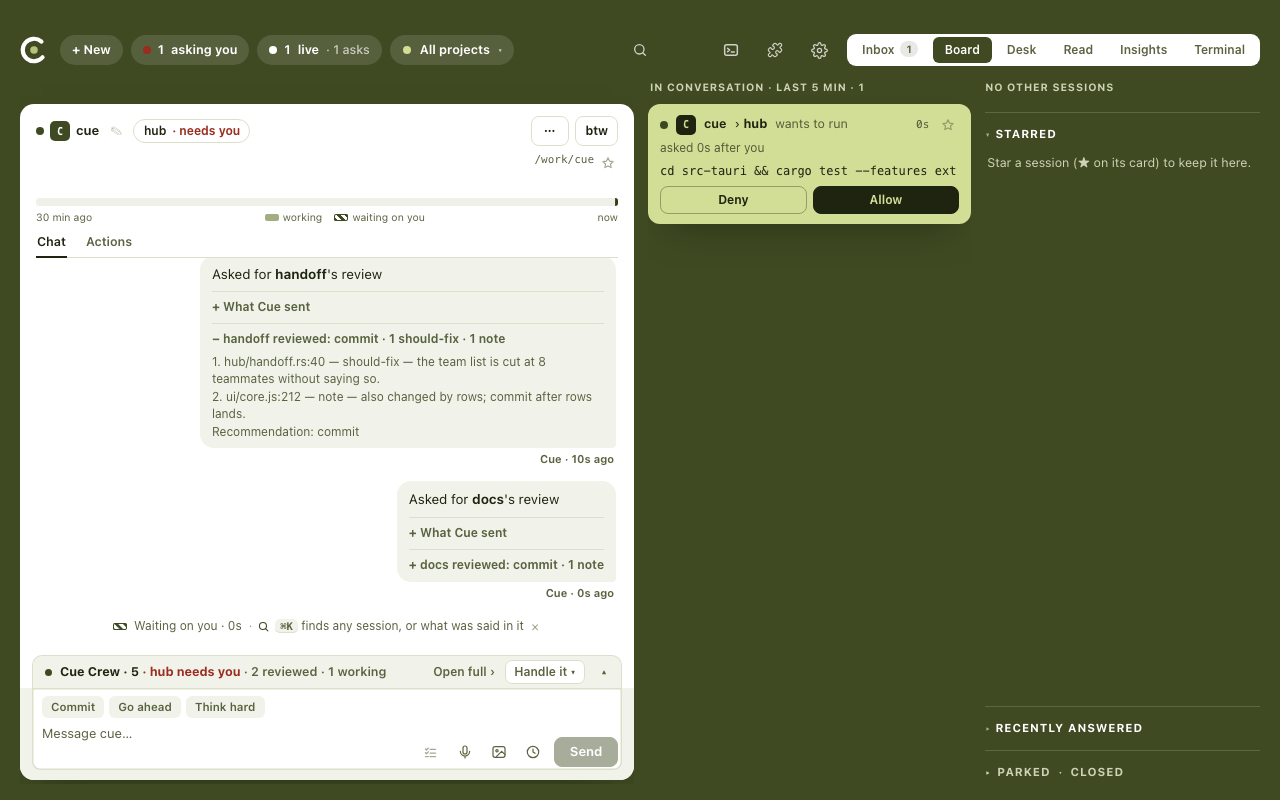 + New
1 asking you
1 live · 1 asks
All projects ·
Inbox 1
Board
Desk
Read
Insights
Terminal
IN CONVERSATION · LAST 5 MIN · 1
NO OTHER SESSIONS
C cue
hub · needs you
···
btw
/work/cue
30 min ago
working
waiting on you
now
Chat
Actions
Asked for handoff's review
+ What Cue sent
– handoff reviewed: commit · 1 should-fix · 1 note
1. hub/handoff.rs:40 — should-fix — the team list is cut at 8
teammates without saying so.
2. ui/core.js:212 — note — also changed by rows; commit after rows
lands.
Recommendation: commit
Cue · 10s ago
Asked for docs's review
+ What Cue sent
+ docs reviewed: commit · 1 note
Cue · 0s ago
Waiting on you · 0s · ⌘K finds any session, or what was said in it ×
Cue Crew · 5 · hub needs you · 2 reviewed · 1 working
Open full ›
Handle it ▾
Commit
Go ahead
Think hard
Message cue…
Send
C cue › hub wants to run 0s
asked 0s after you
cd src-tauri && cargo test --features ext
Deny
Allow
STARRED
Star a session (★ on its card) to keep it here.
RECENTLY ANSWERED
PARKED · CLOSED